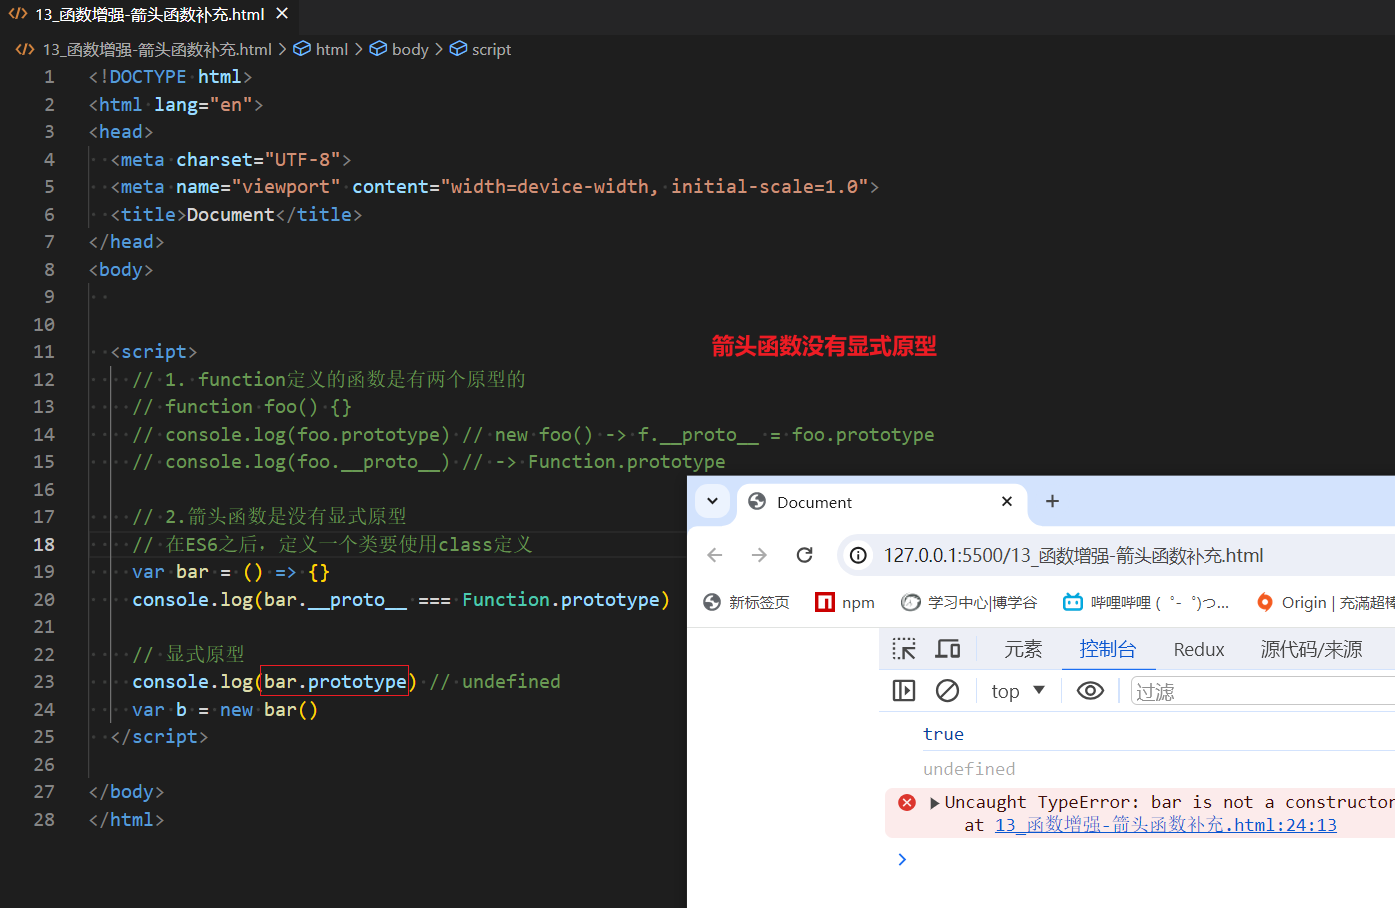 13_函数增强-箭头函数补充.html
13_函数增强-箭头函数补充.html > html > body > script
1 <!DOCTYPE html>
2 <html lang="en">
3 <head>
4 <meta charset="UTF-8">
5 <meta name="viewport" content="width=device-width, initial-scale=1.0">
6 <title>Document</title>
7 </head>
8 <body>
9
10
11 <script>
箭头函数没有显式原型
12 // 1. function定义的函数是有两个原型的
13 // function foo() {}
14 // console.log(foo.prototype) // new foo() -> f.__proto__ = foo.prototype
15 // console.log(foo.__proto__) // -> Function.prototype
16
17 // 2.箭头函数是没有显式原型
18 // 在ES6之后，定义一个类要使用class定义
19 var bar = () => {}
20 console.log(bar.__proto__ === Function.prototype)
21
22 // 显式原型
23 console.log(bar.prototype) // undefined
24 var b = new bar()
25 </script>
26
27 </body>
28 </html>
Document
127.0.0.1:5500/13_函数增强-箭头函数补充.html
新标签页 npm 学习中心|博学谷 哔哩哔哩 (゜-゜)つ... Origin | 充滿超
元素 控制台 Redux 源代码/来源
top 过滤
true
undefined
Uncaught TypeError: bar is not a constructor
at 13_函数增强-箭头函数补充.html:24:13